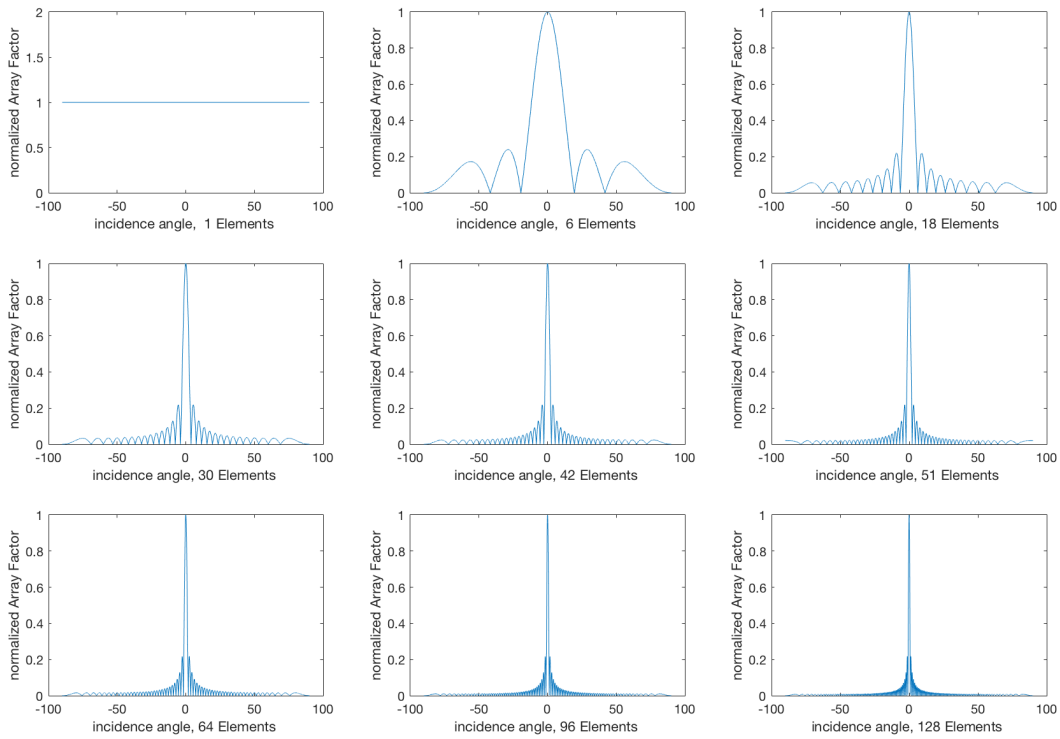 normalized Array Factor
2
1.5
1
0.5
0
-100 -50 0 50 100
incidence angle,  1 Elements
normalized Array Factor
1
0.8
0.6
0.4
0.2
0
-100 -50 0 50 100
incidence angle,  6 Elements
normalized Array Factor
1
0.8
0.6
0.4
0.2
0
-100 -50 0 50 100
incidence angle, 18 Elements
normalized Array Factor
1
0.8
0.6
0.4
0.2
0
-100 -50 0 50 100
incidence angle, 30 Elements
normalized Array Factor
1
0.8
0.6
0.4
0.2
0
-100 -50 0 50 100
incidence angle, 42 Elements
normalized Array Factor
1
0.8
0.6
0.4
0.2
0
-100 -50 0 50 100
incidence angle, 51 Elements
normalized Array Factor
1
0.8
0.6
0.4
0.2
0
-100 -50 0 50 100
incidence angle, 64 Elements
normalized Array Factor
1
0.8
0.6
0.4
0.2
0
-100 -50 0 50 100
incidence angle, 96 Elements
normalized Array Factor
1
0.8
0.6
0.4
0.2
0
-100 -50 0 50 100
incidence angle, 128 Elements